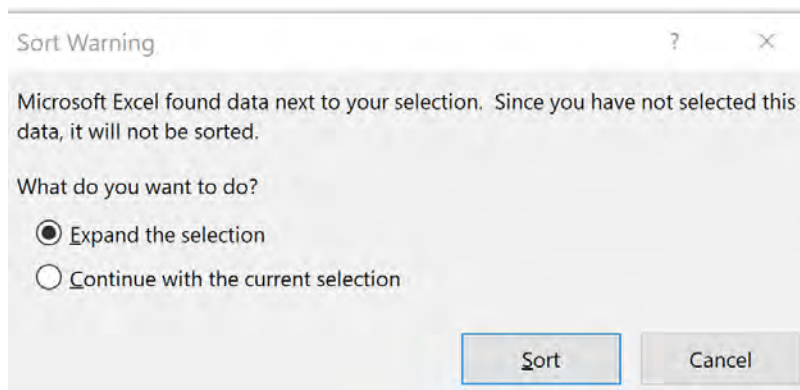 Sort Warning ? ×
Microsoft Excel found data next to your selection. Since you have not selected this
data, it will not be sorted.
What do you want to do?
Expand the selection
Continue with the current selection
Sort Cancel